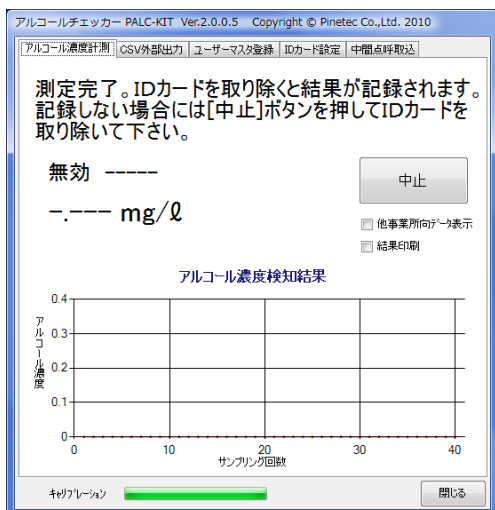 アルコールチェッカー PALC-KIT Ver.2.0.0.5 Copyright © Pinetec Co.,Ltd. 2010
アルコール濃度計測 CSV外部出力 ユーザーマスタ登録 IDカード設定 中間点呼取込
測定完了。IDカードを取り除くと結果が記録されます。
記録しない場合には[中止]ボタンを押してIDカードを
取り除いて下さい。
無効 -----
中止
-.--- mg/ℓ
他事業所向ﾃﾞｰﾀ表示
結果印刷
アルコール濃度検知結果
アルコール濃度
0.4
0.3
0.2
0.1
0
0 10 20 30 40
サンプリング回数
ｷｬﾘﾌﾞﾚｰｼｮﾝ
閉じる